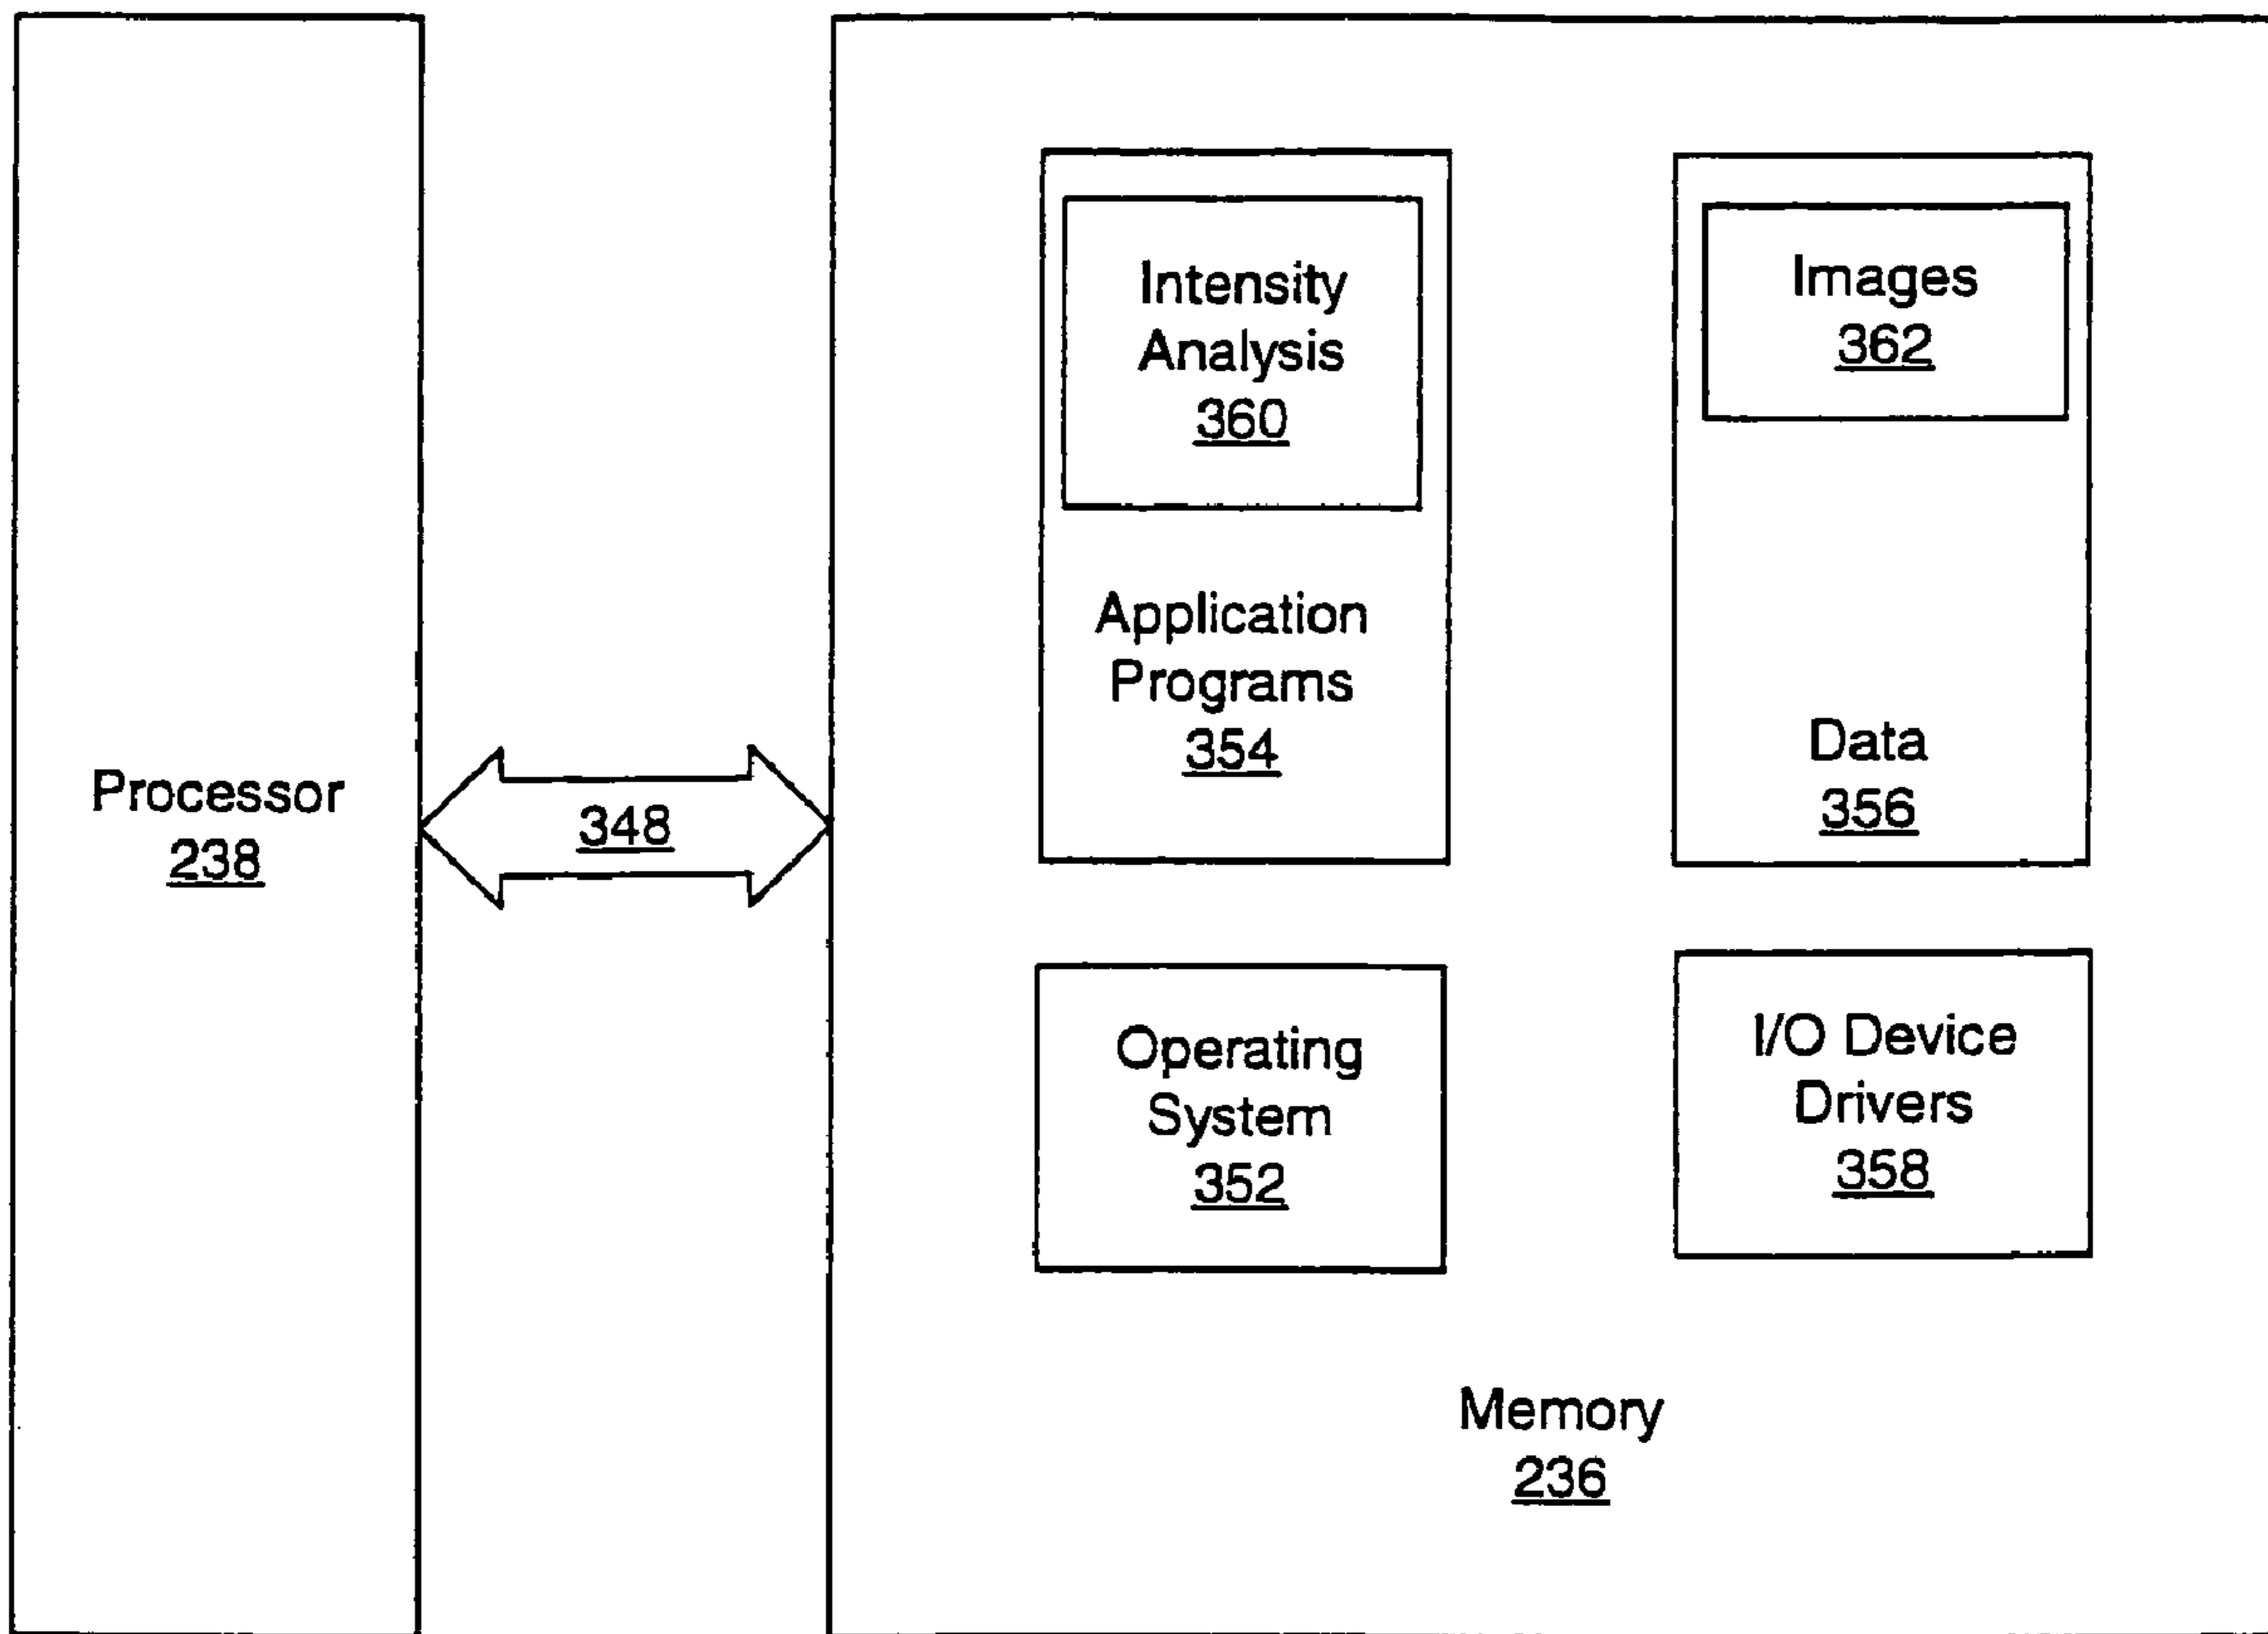 Processor
238
348
Intensity
Analysis
360
Application
Programs
354
Images
362
Data
356
Operating
System
352
I/O Device
Drivers
358
Memory
236